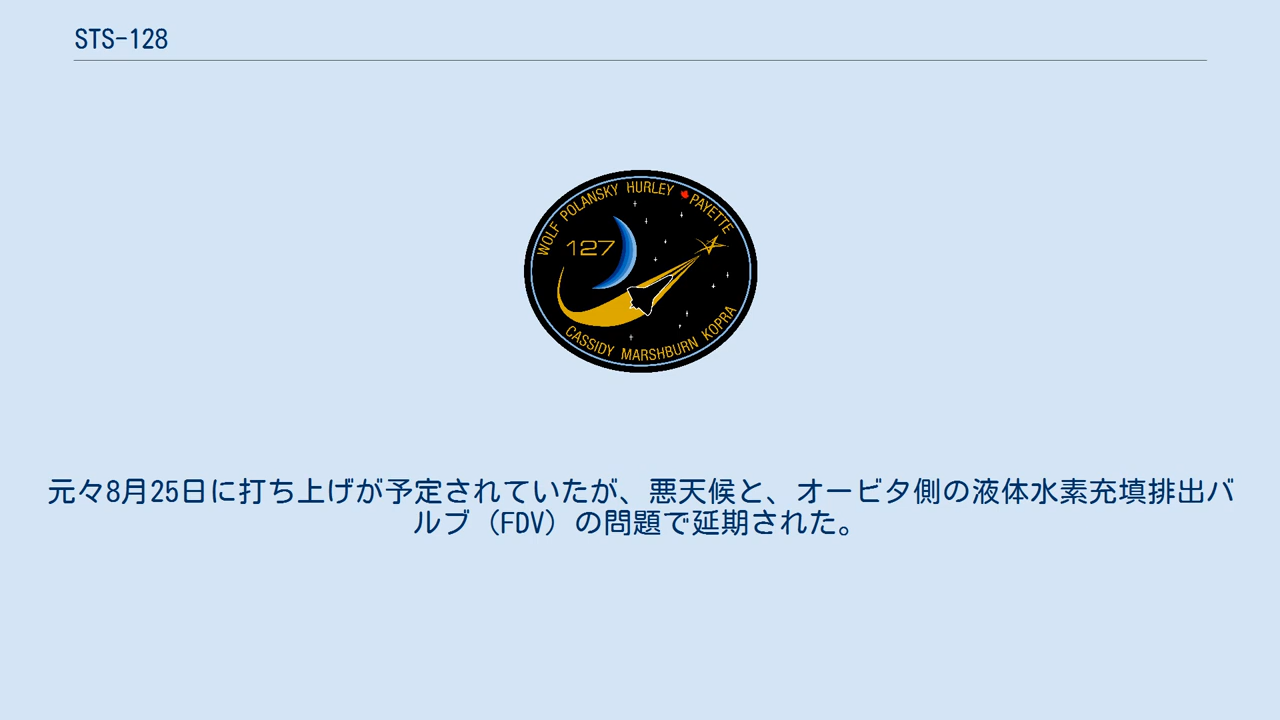 STS-128
WOLF POLANSKY HURLEY PAYETTE
127
CASSIDY MARSHBURN KOPRA
元々8月25日に打ち上げが予定されていたが、悪天候と、オービタ側の液体水素充填排出バ
ルブ（FDV）の問題で延期された。